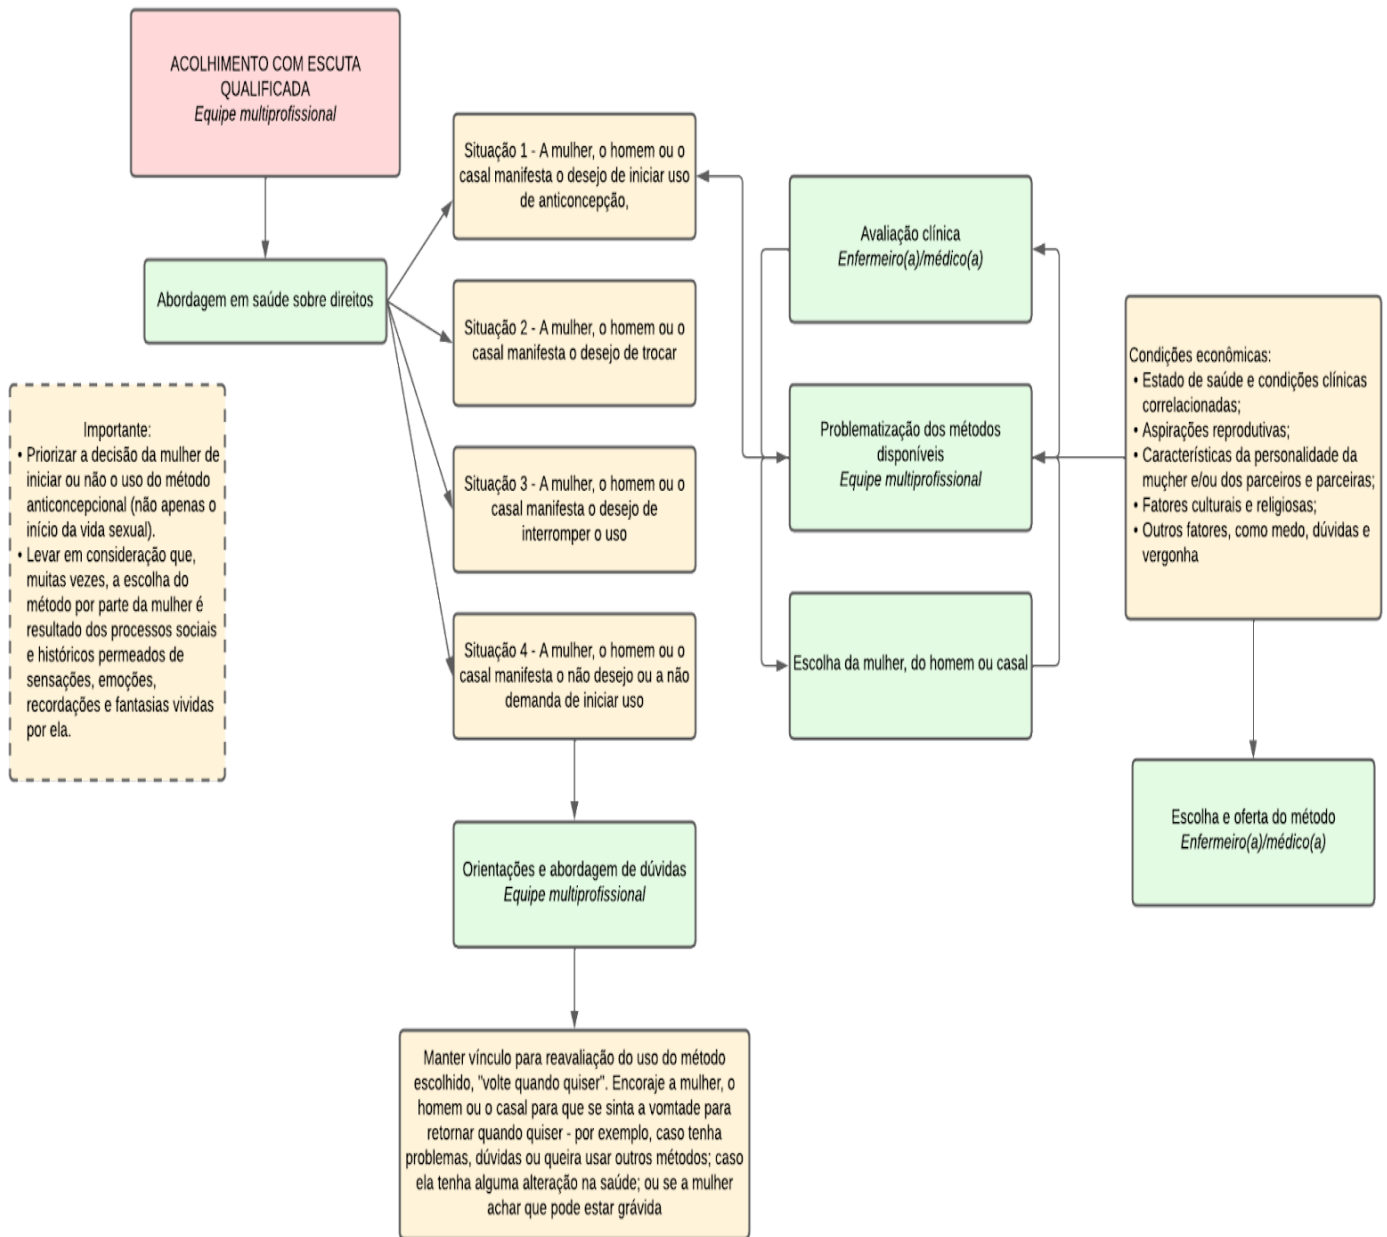 ACOLHIMENTO COM ESCUTA
QUALIFICADA
Equipe multiprofissional
Abordagem em saúde sobre direitos
Importante:
• Priorizar a decisão da mulher de
iniciar ou não o uso do método
anticoncepcional (não apenas o
início da vida sexual).
• Levar em consideração que,
muitas vezes, a escolha do
método por parte da mulher é
resultado dos processos sociais
e históricos permeados de
sensações, emoções,
recordações e fantasias vividas
por ela.
Situação 1 - A mulher, o homem ou o
casal manifesta o desejo de iniciar uso
de anticoncepção,
Situação 2 - A mulher, o homem ou o
casal manifesta o desejo de trocar
Situação 3 - A mulher, o homem ou o
casal manifesta o desejo de
interromper o uso
Situação 4 - A mulher, o homem ou o
casal manifesta o não desejo ou a não
demanda de iniciar uso
Orientações e abordagem de dúvidas
Equipe multiprofissional
Manter vínculo para reavaliação do uso do método
escolhido, "volte quando quiser". Encoraje a mulher, o
homem ou o casal para que se sinta a vomtade para
retornar quando quiser - por exemplo, caso tenha
problemas, dúvidas ou queira usar outros métodos; caso
ela tenha alguma alteração na saúde; ou se a mulher
achar que pode estar grávida
Avaliação clínica
Enfermeiro(a)/médico(a)
Problematização dos métodos
disponíveis
Equipe multiprofissional
Escolha da mulher, do homem ou casal
Condições econômicas:
• Estado de saúde e condições clínicas
correlacionadas;
• Aspirações reprodutivas;
• Características da personalidade da
muçher e/ou dos parceiros e parceiras;
• Fatores culturais e religiosas;
• Outros fatores, como medo, dúvidas e
vergonha
Escolha e oferta do método
Enfermeiro(a)/médico(a)